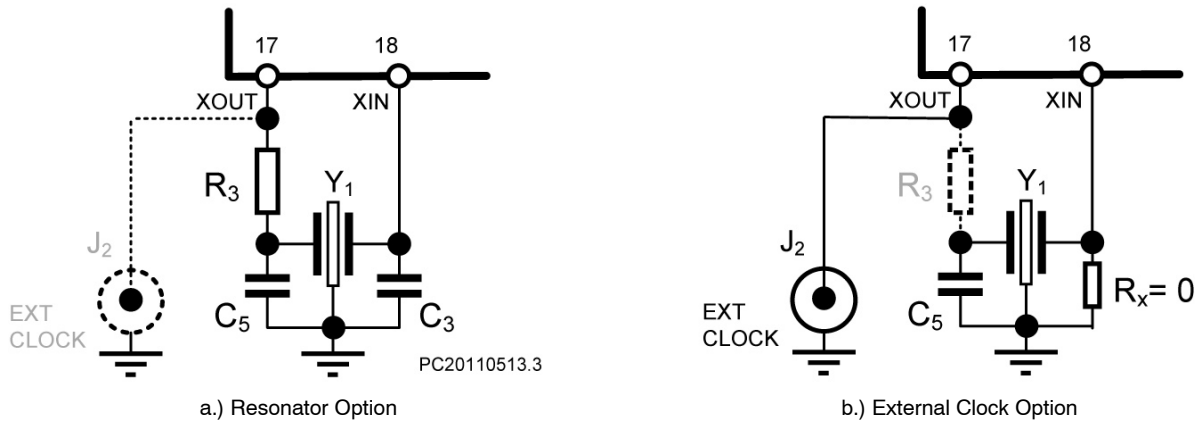 17
18
XOUT
XIN
R3
Y1
J2
EXT
CLOCK
C5
C3
PC20110513.3
a.) Resonator Option
17
18
XOUT
XIN
R3
Y1
J2
EXT
CLOCK
C5
Rx= 0
b.) External Clock Option